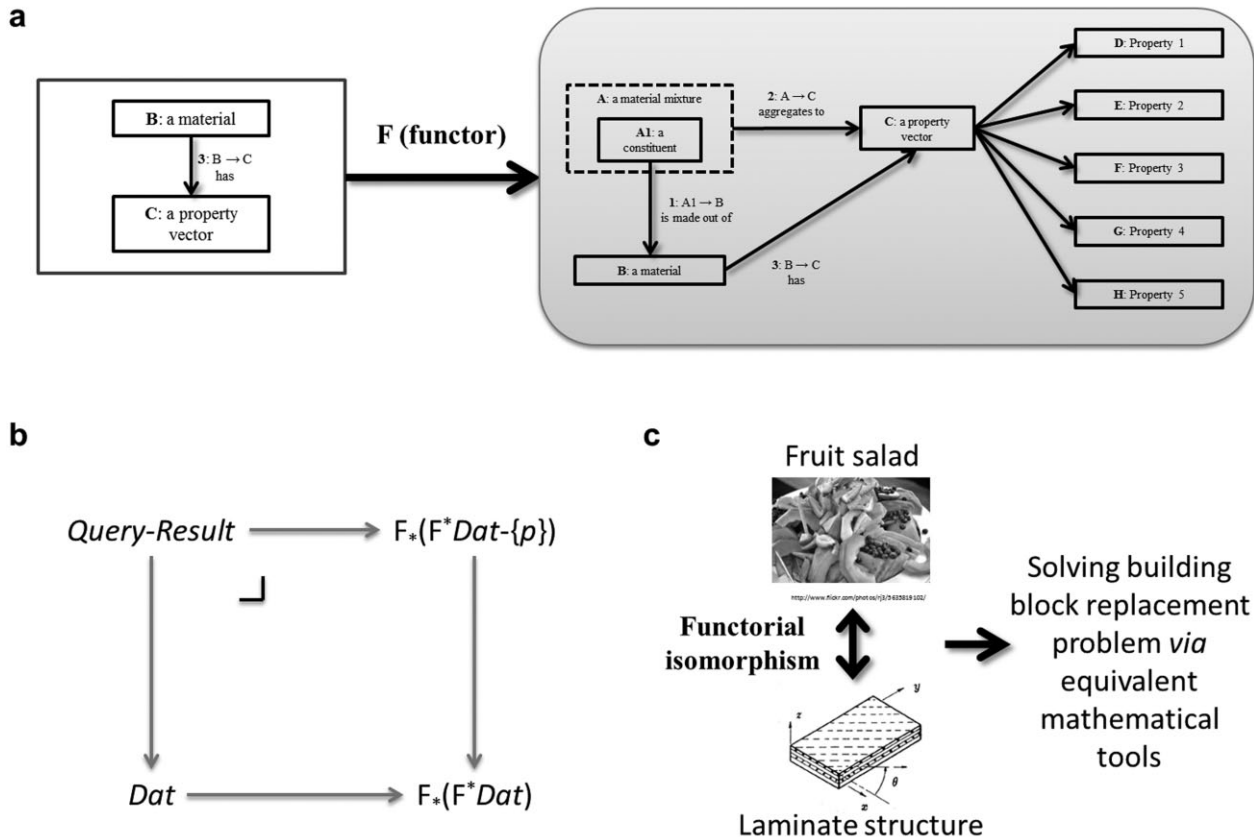 a
B: a material
3: B → C
has
C: a property
vector
F (functor)
A: a material mixture
A1: a
constituent
2: A → C
aggregates to
1: A1 → B
is made out of
B: a material
3: B → C
has
C: a property
vector
D: Property 1
E: Property 2
F: Property 3
G: Property 4
H: Property 5
b
Query-Result
F*(F*Dat-{p})
Dat
F*(F*Dat)
c
Fruit salad
Functorial
isomorphism
z
y
θ
x
Laminate structure
Solving building
block replacement
problem via
equivalent
mathematical
tools